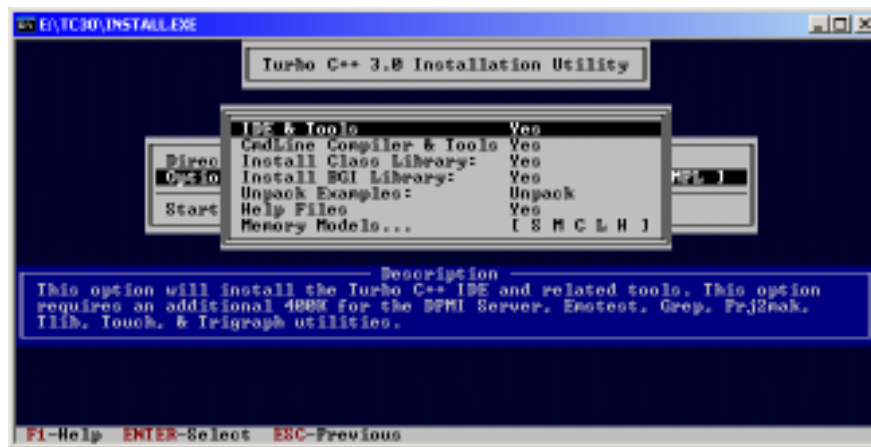 E:\TC30\INSTALL.EXE
Turbo C++ 3.0 Installation Utility
IDE & Tools Yes
CmdLine Compiler & Tools Yes
Direc
Install Class Library: Yes
Optio
Install BGI Library: Yes
MPL ]
Unpack Examples: Unpack
Start
Help Files Yes
Memory Models... [ S M C L H ]
Description
This option will install the Turbo C++ IDE and related tools. This option
requires an additional 400K for the DPMI Server, Emstest, Grep, Prj2mak,
Tlib, Touch, & Trigraph utilities.
F1-Help ENTER-Select ESC-Previous